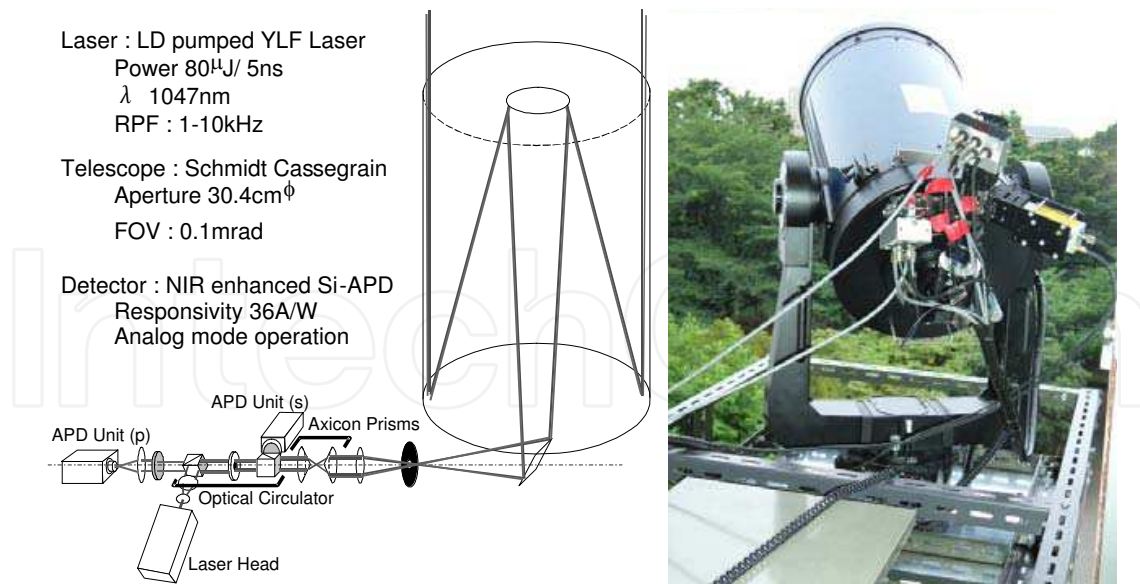 Laser : LD pumped YLF Laser
Power 80μJ/ 5ns
λ 1047nm
RPF : 1-10kHz
Telescope : Schmidt Cassegrain
Aperture 30.4cmϕ
FOV : 0.1mrad
Detector : NIR enhanced Si-APD
Responsivity 36A/W
Analog mode operation
APD Unit (s)
Axicon Prisms
APD Unit (p)
Optical Circulator
Laser Head